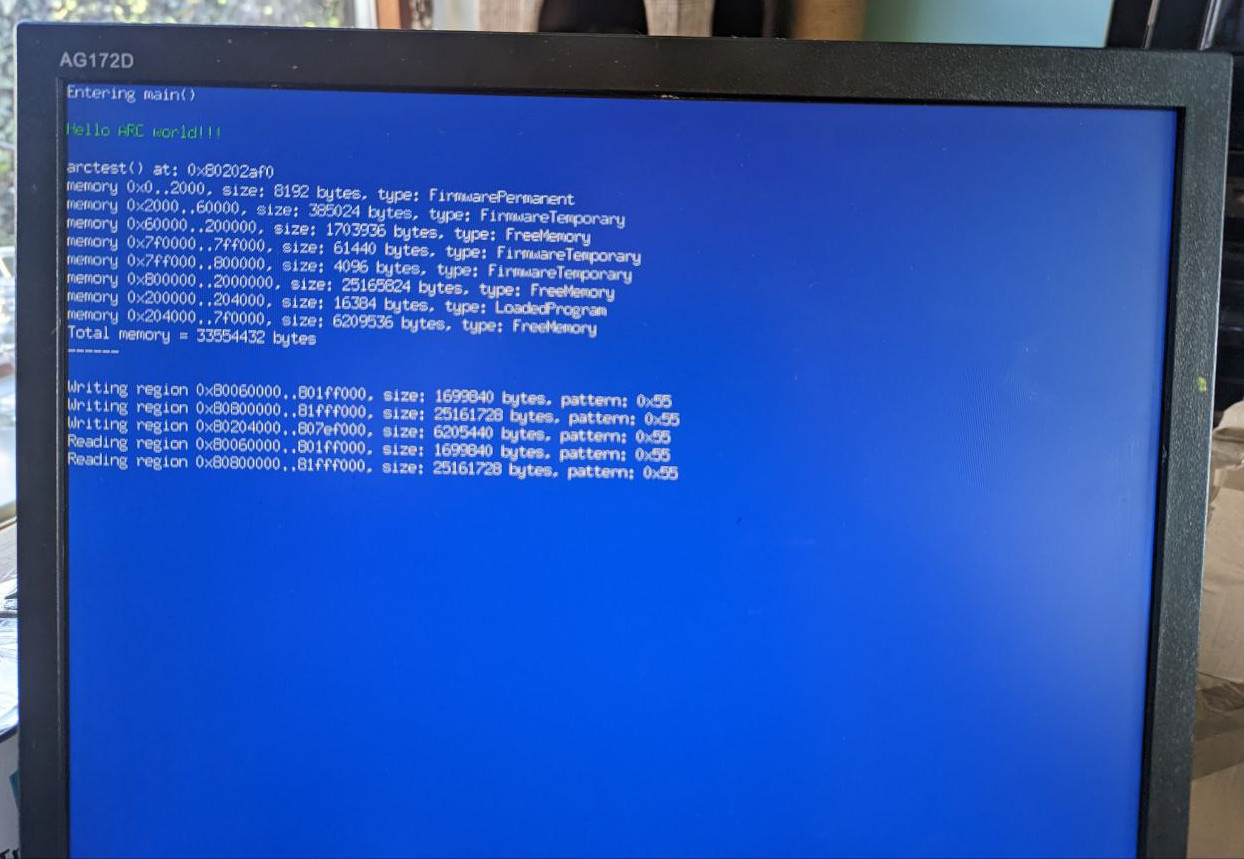 AG172D
Entering main()
Hello ARC world!!!
arctest() at: 0x80202af0
memory 0x0..2000, size: 8192 bytes, type: FirmwarePermanent
memory 0x2000..60000, size: 385024 bytes, type: FirmwareTemporary
memory 0x60000..200000, size: 1703936 bytes, type: FreeMemory
memory 0x7f0000..7ff000, size: 61440 bytes, type: FirmwareTemporary
memory 0x7ff000..800000, size: 4096 bytes, type: FirmwareTemporary
memory 0x800000..2000000, size: 25165824 bytes, type: FreeMemory
memory 0x200000..204000, size: 16384 bytes, type: LoadedProgram
memory 0x204000..7f0000, size: 6209536 bytes, type: FreeMemory
Total memory = 33554432 bytes
------
Writing region 0x80060000..801ff000, size: 1699840 bytes, pattern: 0x55
Writing region 0x80800000..81fff000, size: 25161728 bytes, pattern: 0x55
Writing region 0x80204000..807ef000, size: 6205440 bytes, pattern: 0x55
Reading region 0x80060000..801ff000, size: 1699840 bytes, pattern: 0x55
Reading region 0x80800000..81fff000, size: 25161728 bytes, pattern: 0x55